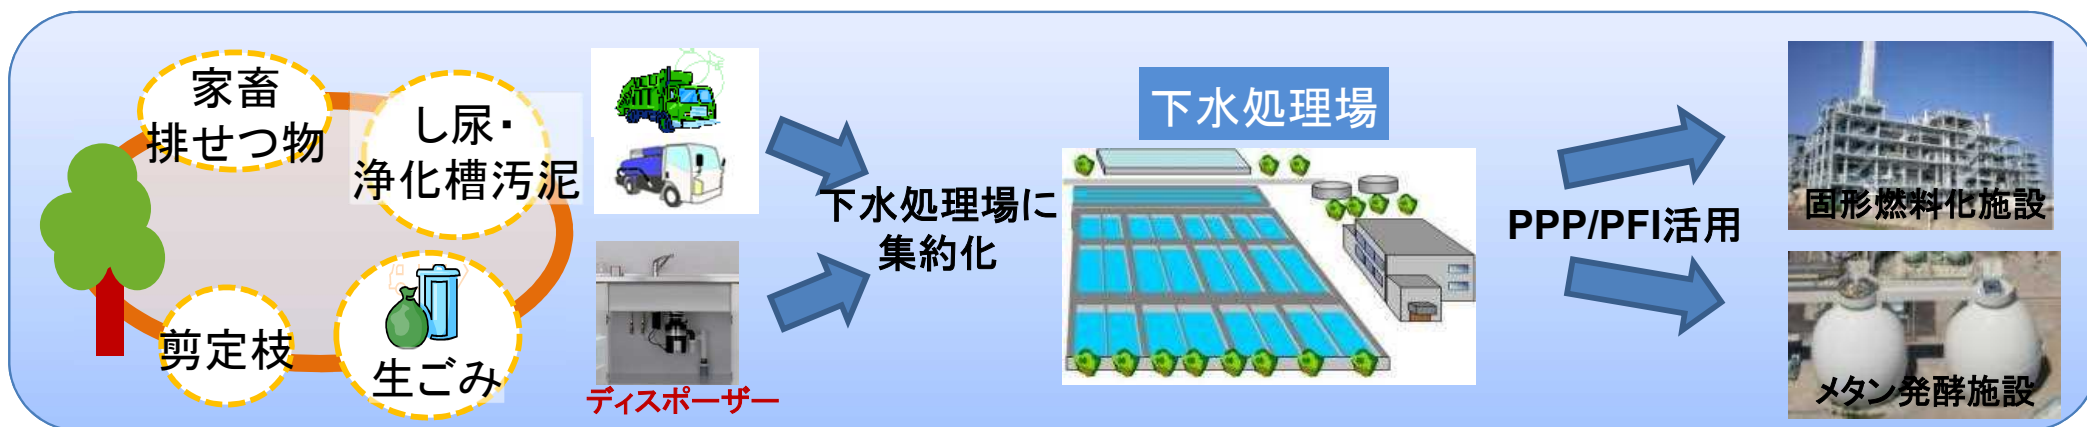 家畜
排せつ物
し尿・
浄化槽汚泥
剪定枝
生ごみ
ディスポーザー
下水処理場に
集約化
下水処理場
PPP/PFI活用
固形燃料化施設
メタン発酵施設